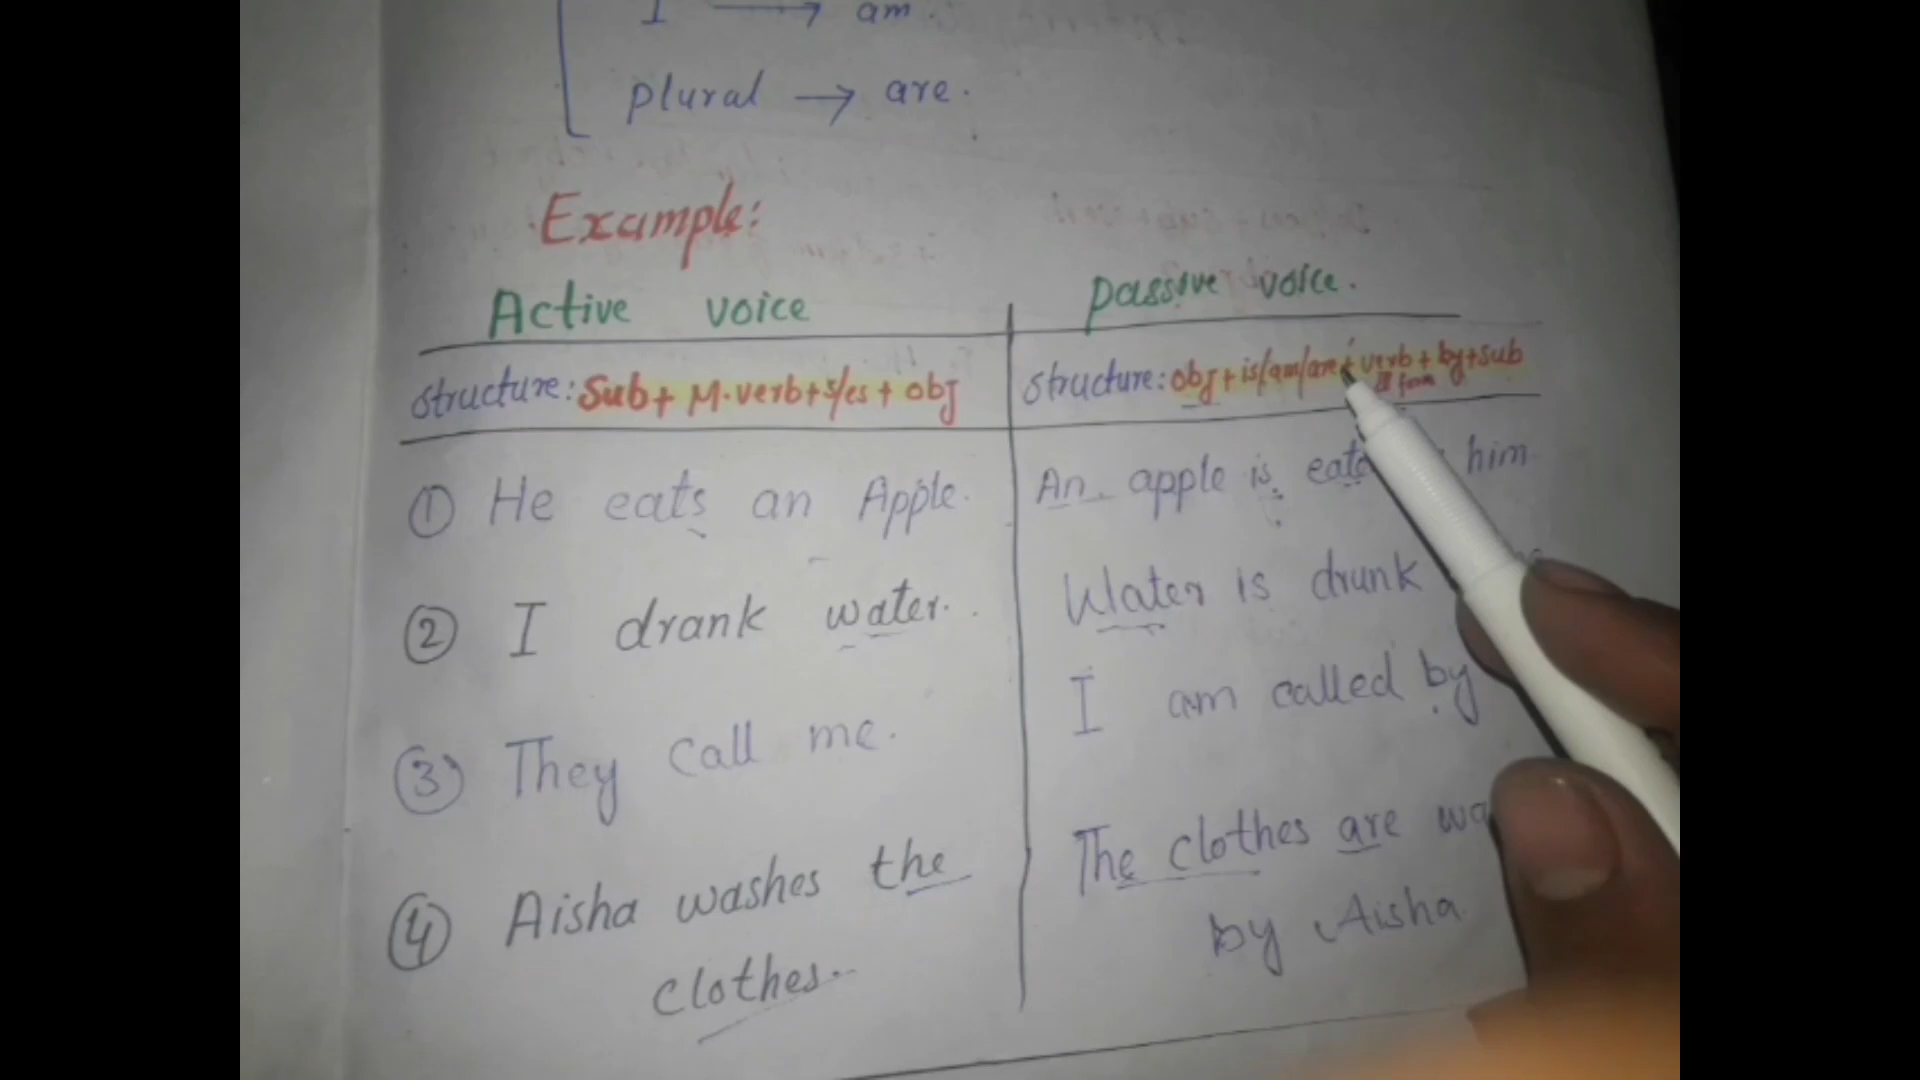 I → am.
plural → are.
Example:
Active voice
Passive voice.
Structure: Sub + M.verb + s/es + obj
Structure: obj + is/am/are + verb + by + sub
III form
① He eats an Apple.
An apple is him.
② I drank water.
Water is drunk
③ They call me.
I am called by
④ Aisha washes the
clothes.
The clothes are
by Aisha.